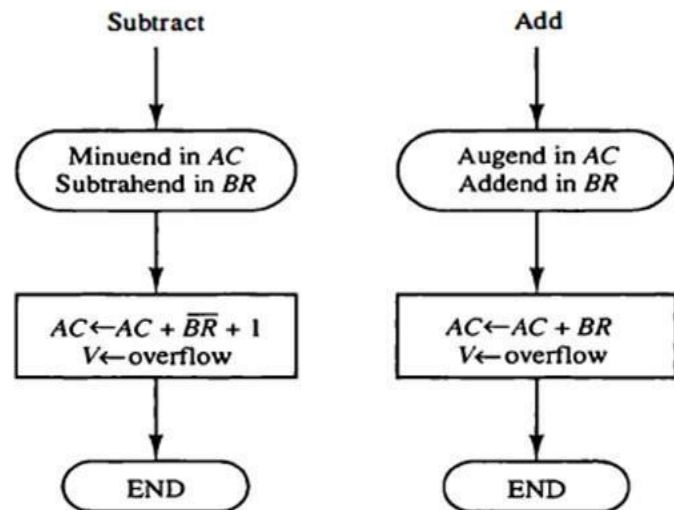 Subtract
Minuend in AC
Subtrahend in BR
AC←AC + B̅R̅ + 1
V←overflow
END
Add
Augend in AC
Addend in BR
AC←AC + BR
V←overflow
END